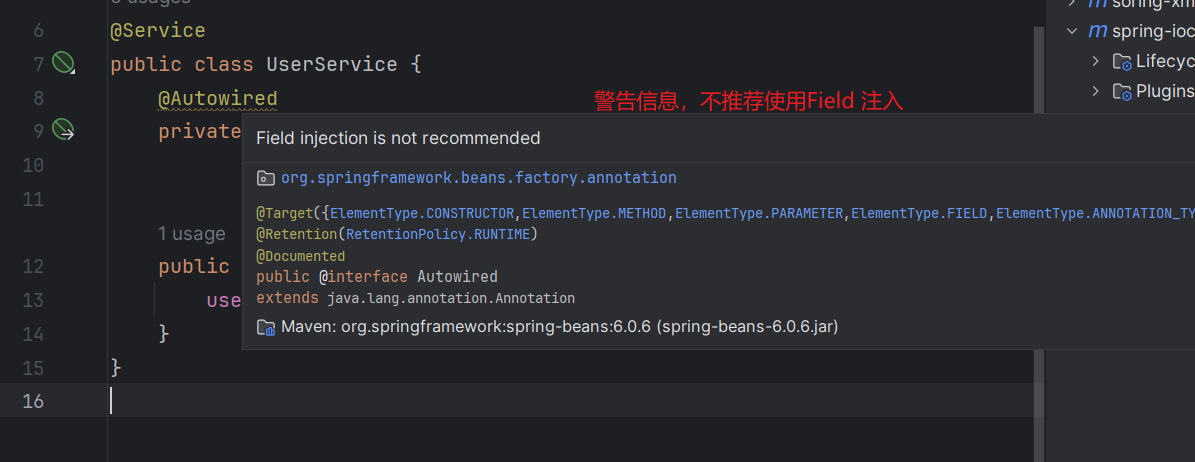 6 @Service
7 public class UserService {
8 @Autowired
警告信息，不推荐使用Field 注入
9 private
Field injection is not recommended
10
org.springframework.beans.factory.annotation
11
@Target({ElementType.CONSTRUCTOR,ElementType.METHOD,ElementType.PARAMETER,ElementType.FIELD,ElementType.ANNOTATION_TY
1 usage
@Retention(RetentionPolicy.RUNTIME)
@Documented
12 public
public @interface Autowired
13 use
extends java.lang.annotation.Annotation
14 }
Maven: org.springframework:spring-beans:6.0.6 (spring-beans-6.0.6.jar)
15 }
16
m spring-ioc
Lifecyc
Plugins